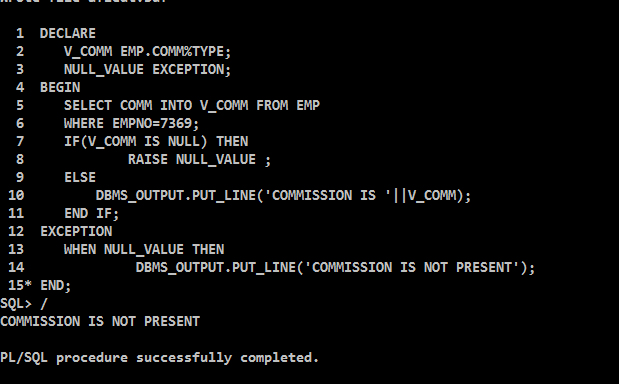 1 DECLARE
2 V_COMM EMP.COMM%TYPE;
3 NULL_VALUE EXCEPTION;
4 BEGIN
5 SELECT COMM INTO V_COMM FROM EMP
6 WHERE EMPNO=7369;
7 IF(V_COMM IS NULL) THEN
8 RAISE NULL_VALUE ;
9 ELSE
10 DBMS_OUTPUT.PUT_LINE('COMMISSION IS '||V_COMM);
11 END IF;
12 EXCEPTION
13 WHEN NULL_VALUE THEN
14 DBMS_OUTPUT.PUT_LINE('COMMISSION IS NOT PRESENT');
15* END;
SQL> /
COMMISSION IS NOT PRESENT
PL/SQL procedure successfully completed.